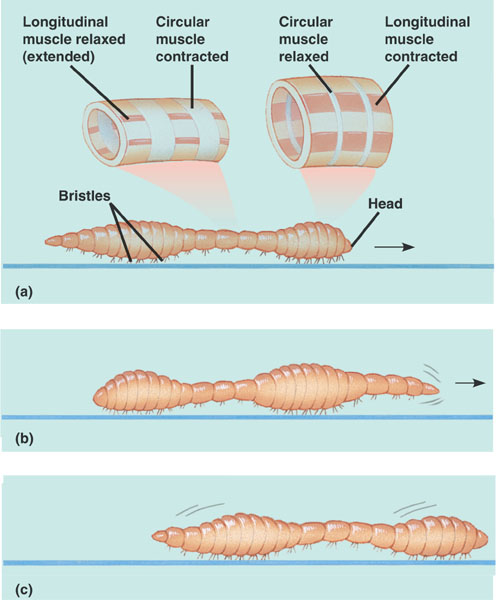 Longitudinal
muscle relaxed
(extended)
Circular
muscle
contracted
Circular
muscle
relaxed
Longitudinal
muscle
contracted
Bristles
Head
(a)
(b)
(c)